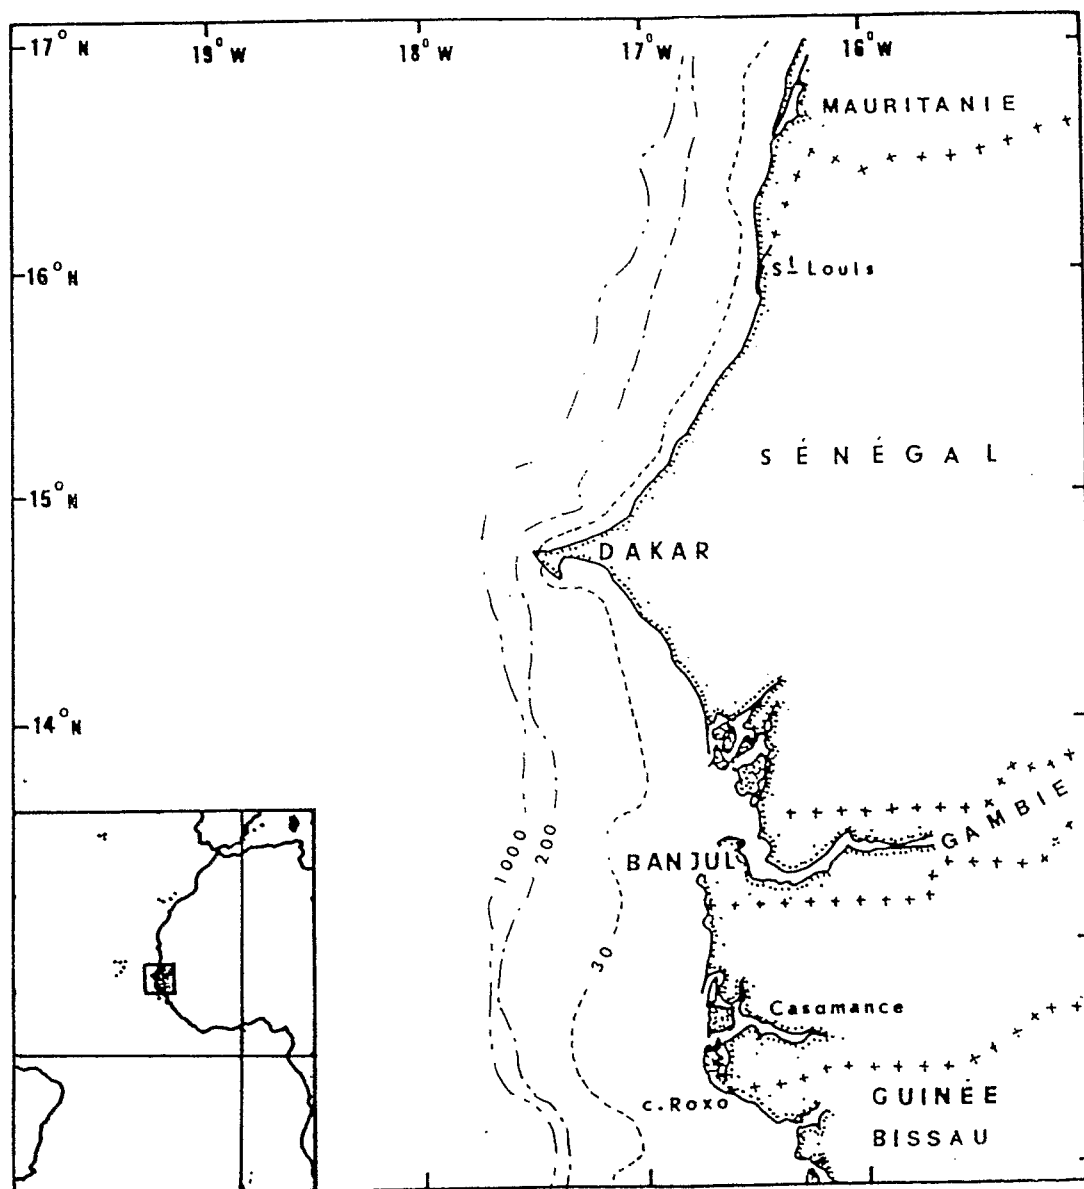 17° N
19° W
18° W
17° W
16° W
MAURITANIE
16° N
St Louis
SÉNÉGAL
15° N
DAKAR
14° N
1000
200
GAMBIE
BANJUL
30
Casamance
c. Roxo
GUINÉE
BISSAU